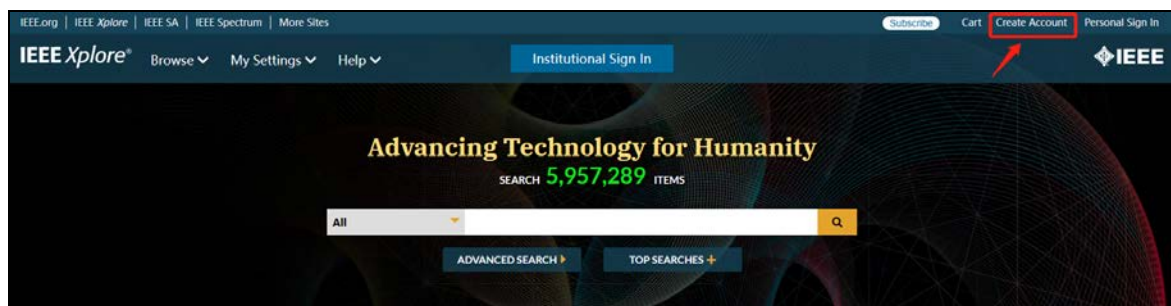 IEEE.org | IEEE Xplore | IEEE SA | IEEE Spectrum | More Sites Subscribe Cart Create Account Personal Sign In
IEEE Xplore® Browse My Settings Help Institutional Sign In IEEE
Advancing Technology for Humanity
SEARCH 5,957,289 ITEMS
All
ADVANCED SEARCH TOP SEARCHES +